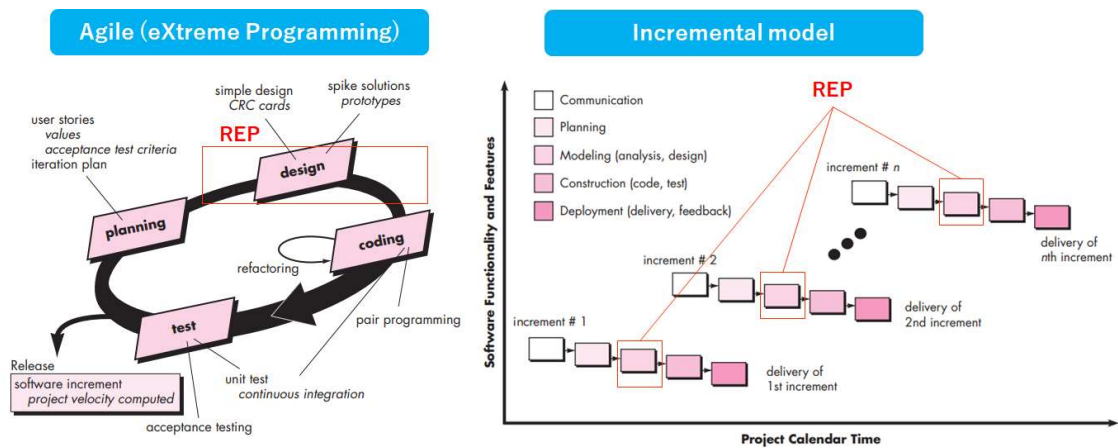 Agile (eXtreme Programming)
simple design
CRC cards
spike solutions
prototypes
user stories
values
acceptance test criteria
iteration plan
REP
design
planning
coding
refactoring
test
pair programming
Release
software increment
project velocity computed
unit test
continuous integration
acceptance testing
Incremental model
Software Functionality and Features
Communication
Planning
Modeling (analysis, design)
Construction (code, test)
Deployment (delivery, feedback)
REP
increment # n
delivery of
nth increment
increment # 2
delivery of
2nd increment
increment # 1
delivery of
1st increment
Project Calendar Time